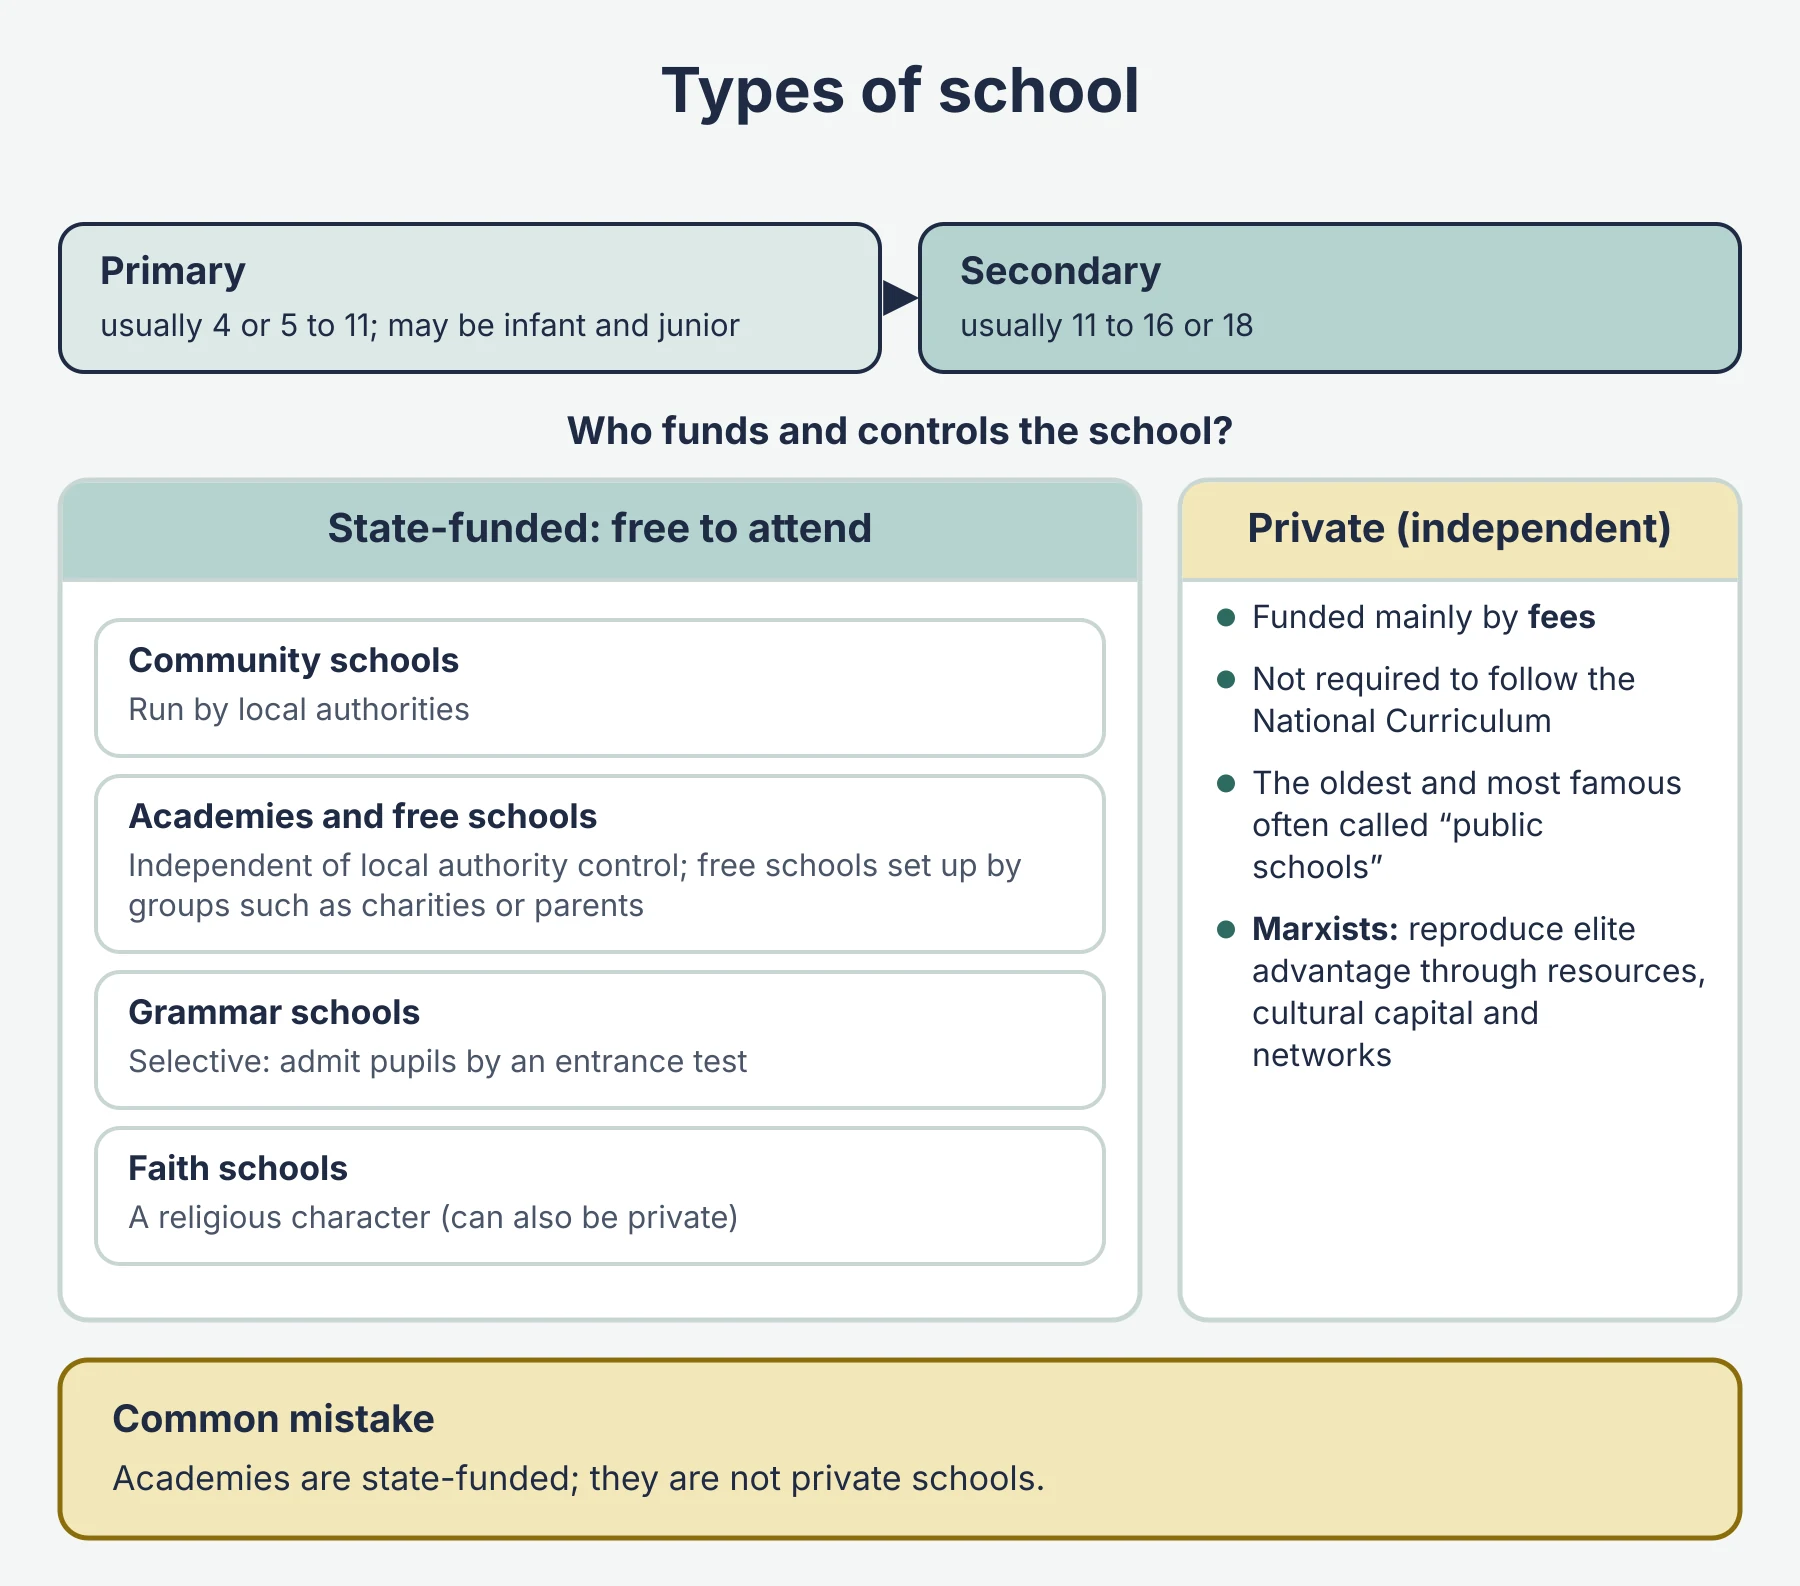 Types of school
Primary
usually 4 or 5 to 11; may be infant and junior
Secondary
usually 11 to 16 or 18
Who funds and controls the school?
State-funded: free to attend
Community schools
Run by local authorities
Academies and free schools
Independent of local authority control; free schools set up by
groups such as charities or parents
Grammar schools
Selective: admit pupils by an entrance test
Faith schools
A religious character (can also be private)
Private (independent)
Funded mainly by fees
Not required to follow the
National Curriculum
The oldest and most famous
often called “public
schools”
Marxists: reproduce elite
advantage through resources,
cultural capital and
networks
Common mistake
Academies are state-funded; they are not private schools.